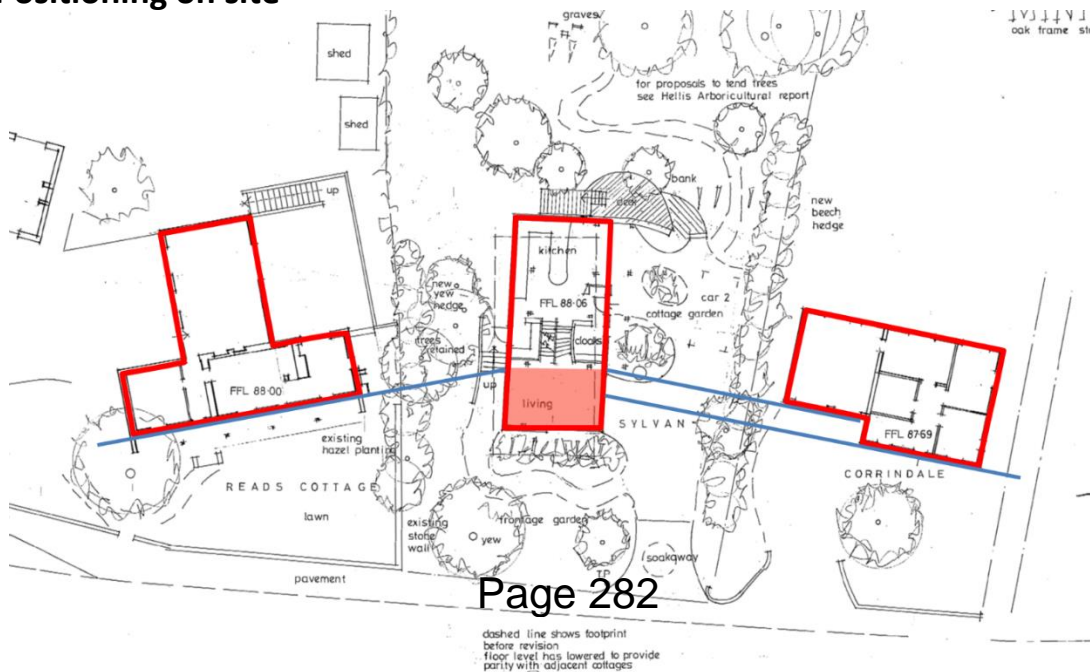 ositioning on site
graves
oak frame st
shed
for proposals to tend trees
see Hellis Arboricultural report
shed
bank
up
deck
new
beech
hedge
kitchen
new
yew
hedge
FFL 88·06
car 2
cottage garden
trees
retained
cloaks
up
FFL 88·00
living
SYLVAN
FFL 87·69
existing
hazel planting
CORRINDALE
READS COTTAGE
lawn
existing
stone
wall
frontage garden
yew
soakaway
TP
pavement
Page 282
dashed line shows footprint
before revision
floor level has lowered to provide
parity with adjacent cottages